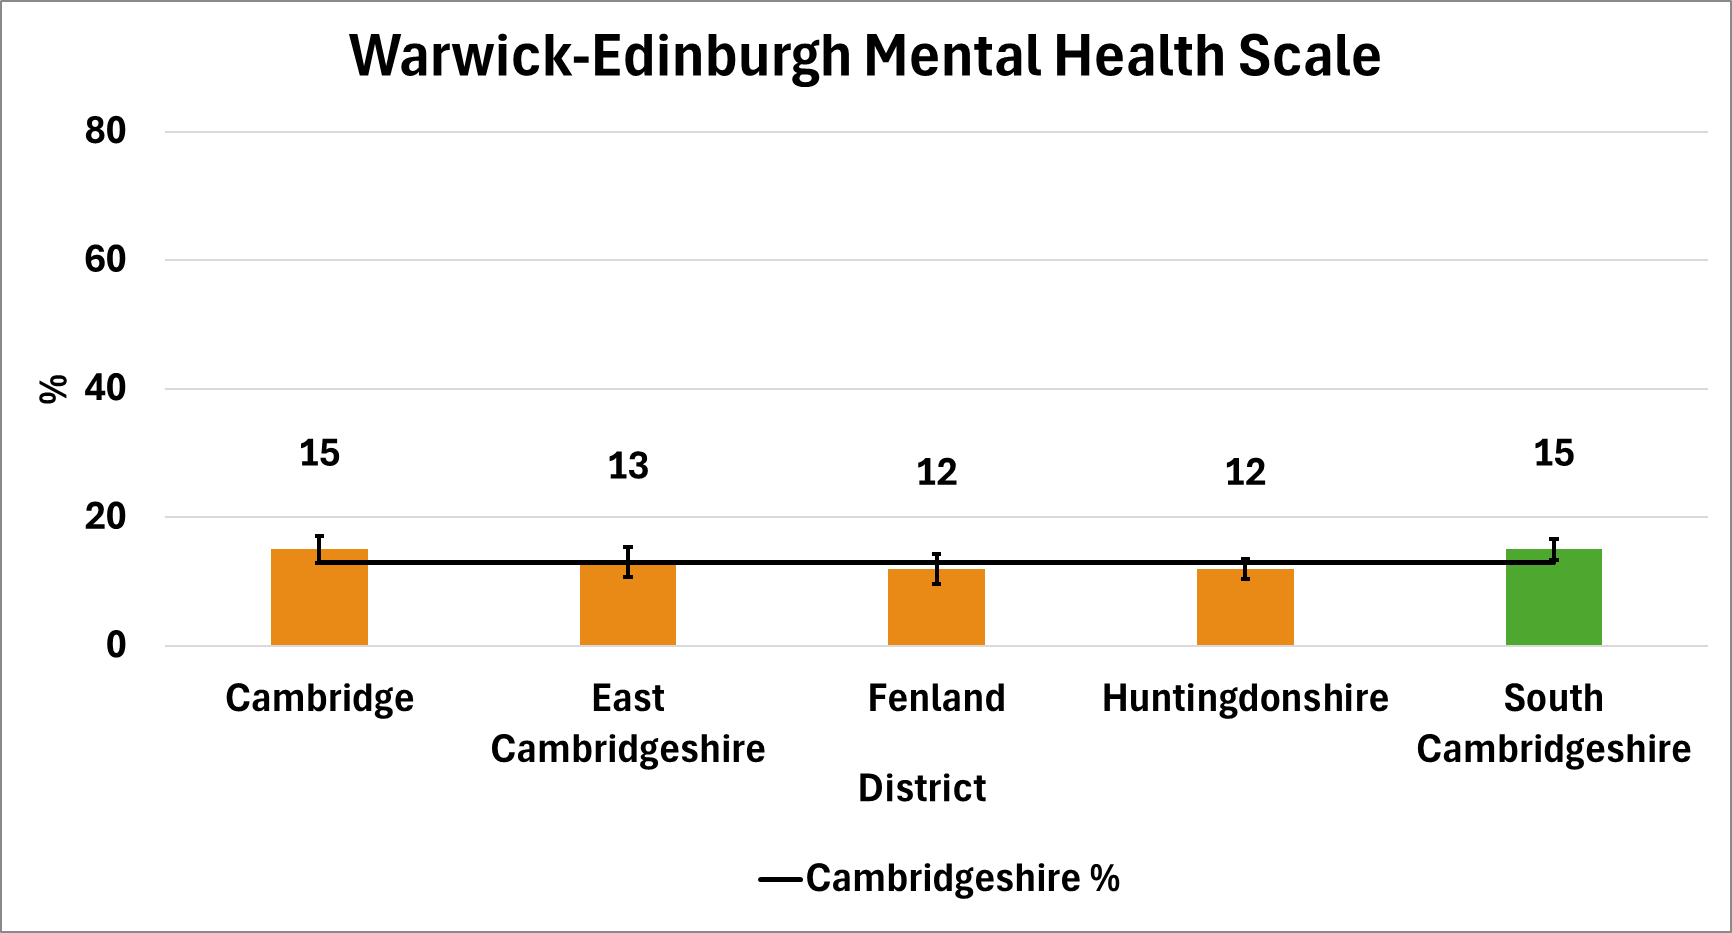 Warwick-Edinburgh Mental Health Scale
80
60
40
20
0
%
15
13
12
12
15
Cambridge
East
Cambridgeshire
Fenland
Huntingdonshire
South
Cambridgeshire
District
Cambridgeshire %